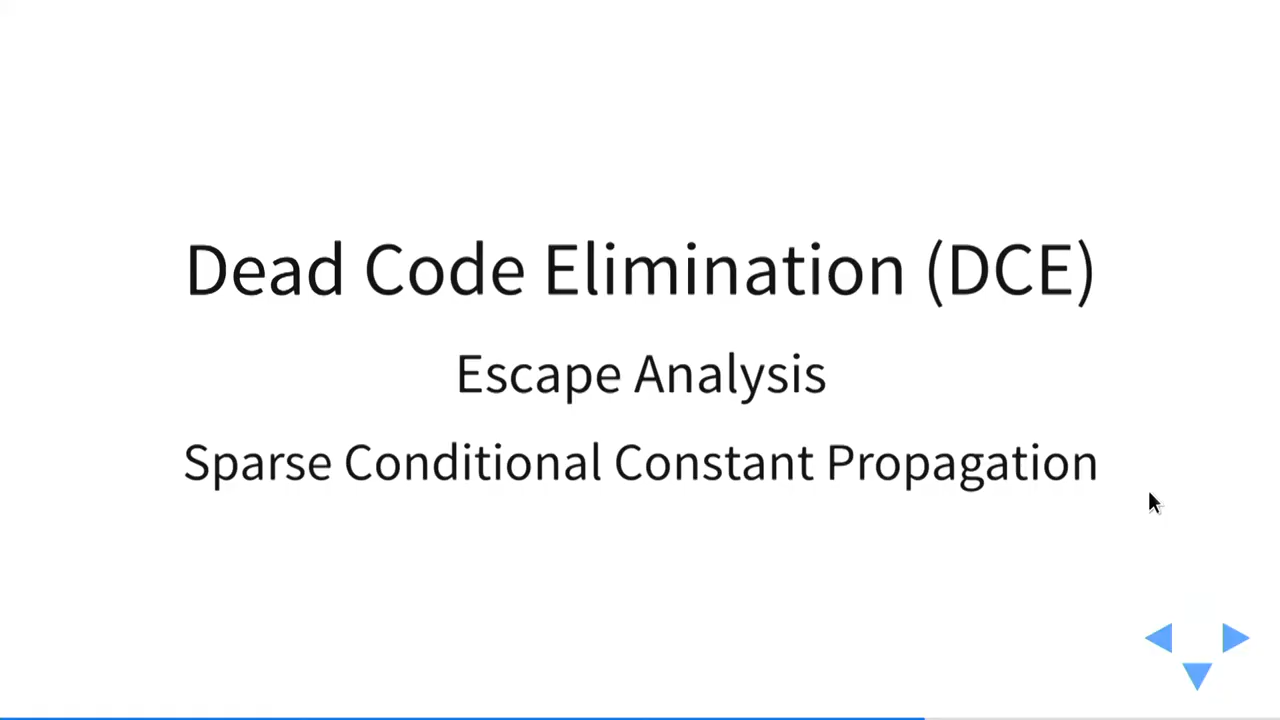 Dead Code Elimination (DCE)
Escape Analysis
Sparse Conditional Constant Propagation